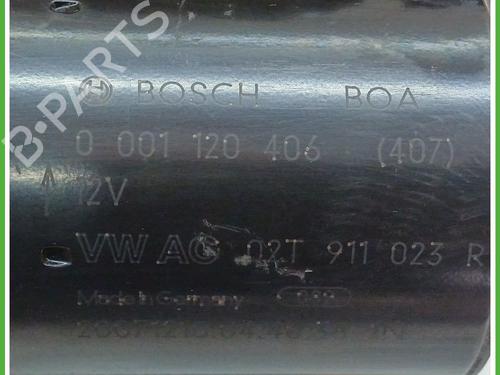 B-PARTS
BOSCH BOA
0 001 120 406 (407)
12V
VW AG 02T 911 023 R
Made in Germany